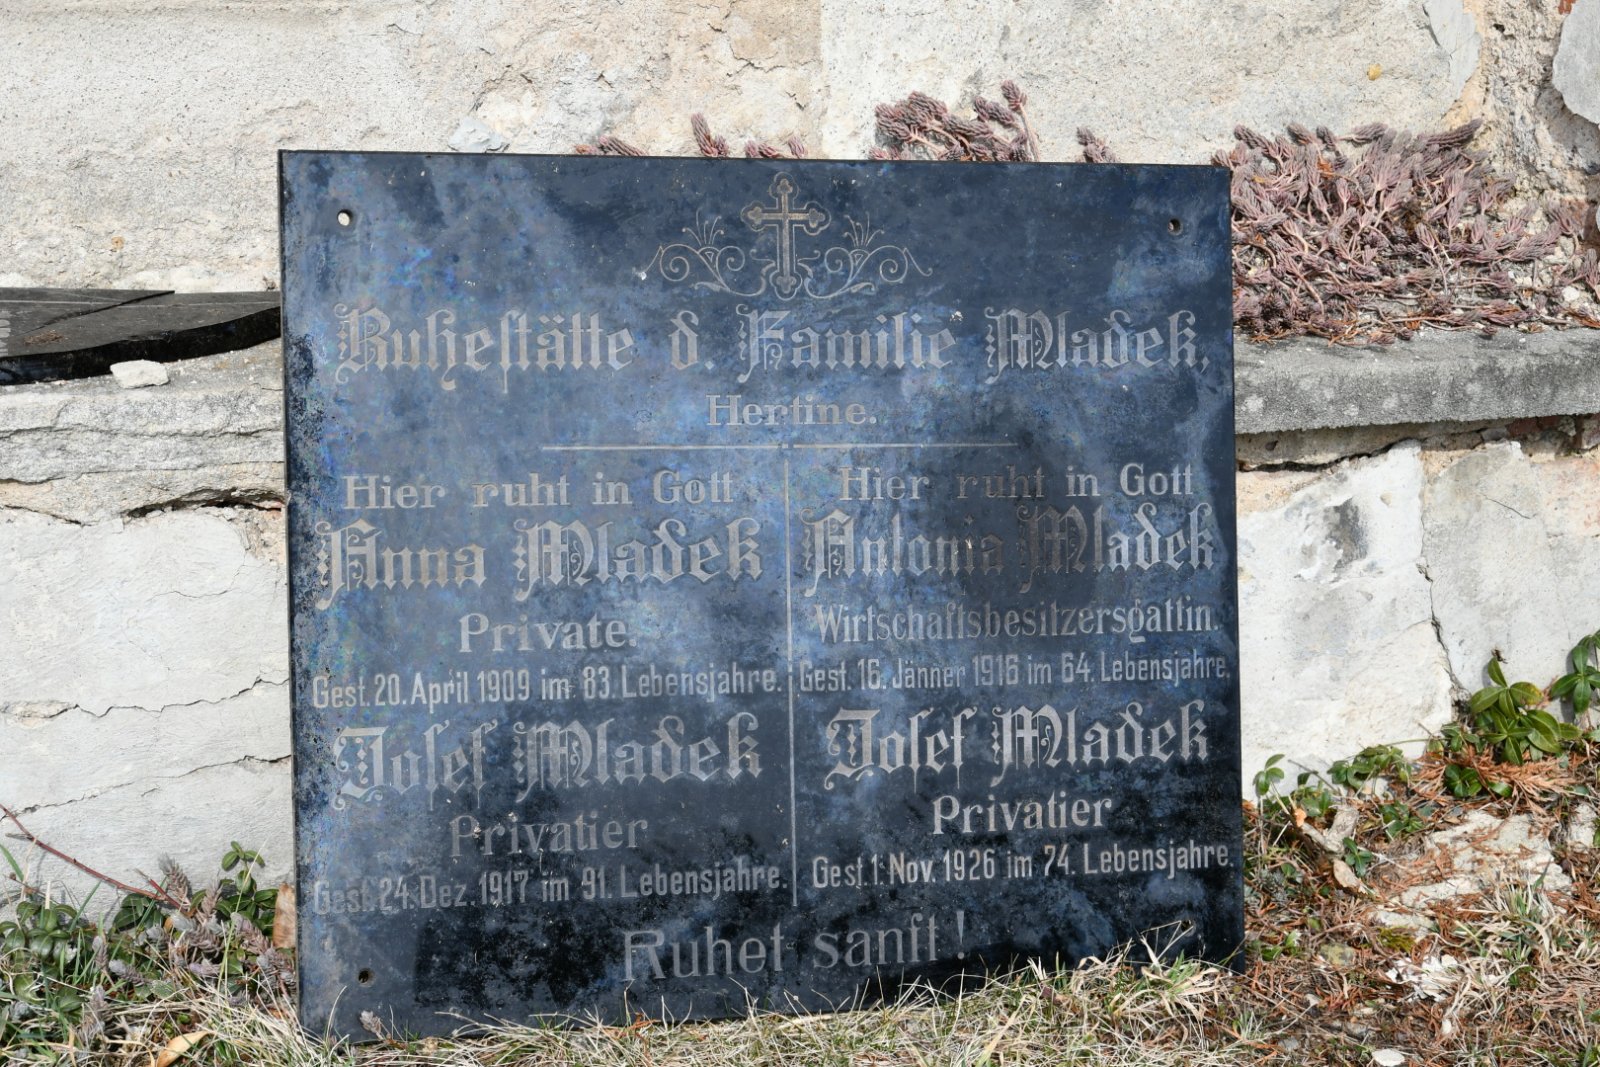 Ruhestätte d. Familie Mladek,
Hertine.
Hier ruht in Gott
Anna Mladek
Private.
Gest. 20. April 1909 im 83. Lebensjahre.
Josef Mladek
Privatier
Gest. 24. Dez. 1917 im 91. Lebensjahre.
Hier ruht in Gott
Antonia Mladek
Wirtschaftsbesitzersgattin.
Gest. 16. Jänner 1916 im 64. Lebensjahre.
Josef Mladek
Privatier
Gest. 1. Nov. 1926 im 74. Lebensjahre.
Ruhet sanft!